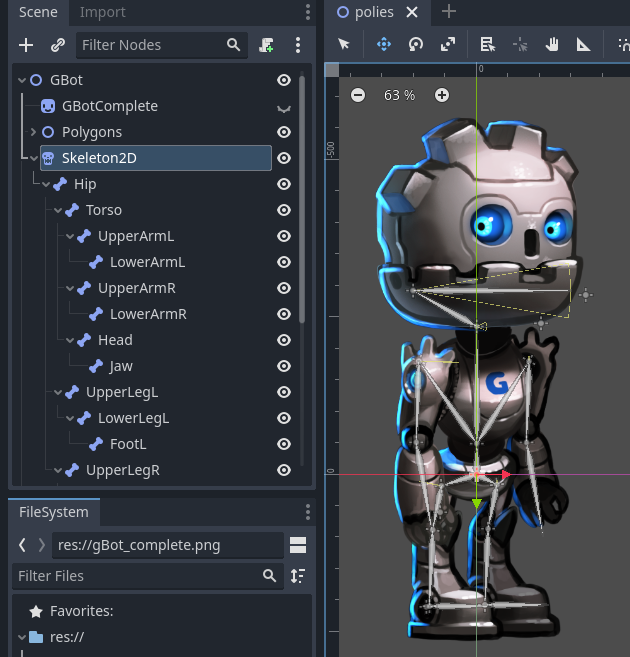 Scene
Import
Filter Nodes
GBot
GBotComplete
Polygons
Skeleton2D
Hip
Torso
UpperArmL
LowerArmL
UpperArmR
LowerArmR
Head
Jaw
UpperLegL
LowerLegL
FootL
UpperLegR
FileSystem
res://gBot_complete.png
Filter Files
Favorites:
res://
polies
0
63 %
-500
0
G